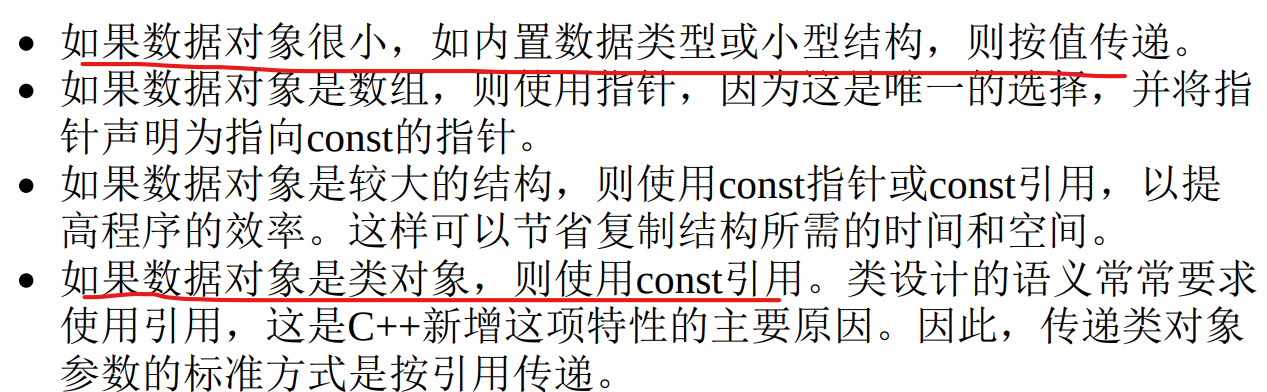 • 如果数据对象很小，如内置数据类型或小型结构，则按值传递。
• 如果数据对象是数组，则使用指针，因为这是唯一的选择，并将指
针声明为指向const的指针。
• 如果数据对象是较大的结构，则使用const指针或const引用，以提
高程序的效率。这样可以节省复制结构所需的时间和空间。
• 如果数据对象是类对象，则使用const引用。类设计的语义常常要求
使用引用，这是C++新增这项特性的主要原因。因此，传递类对象
参数的标准方式是按引用传递。